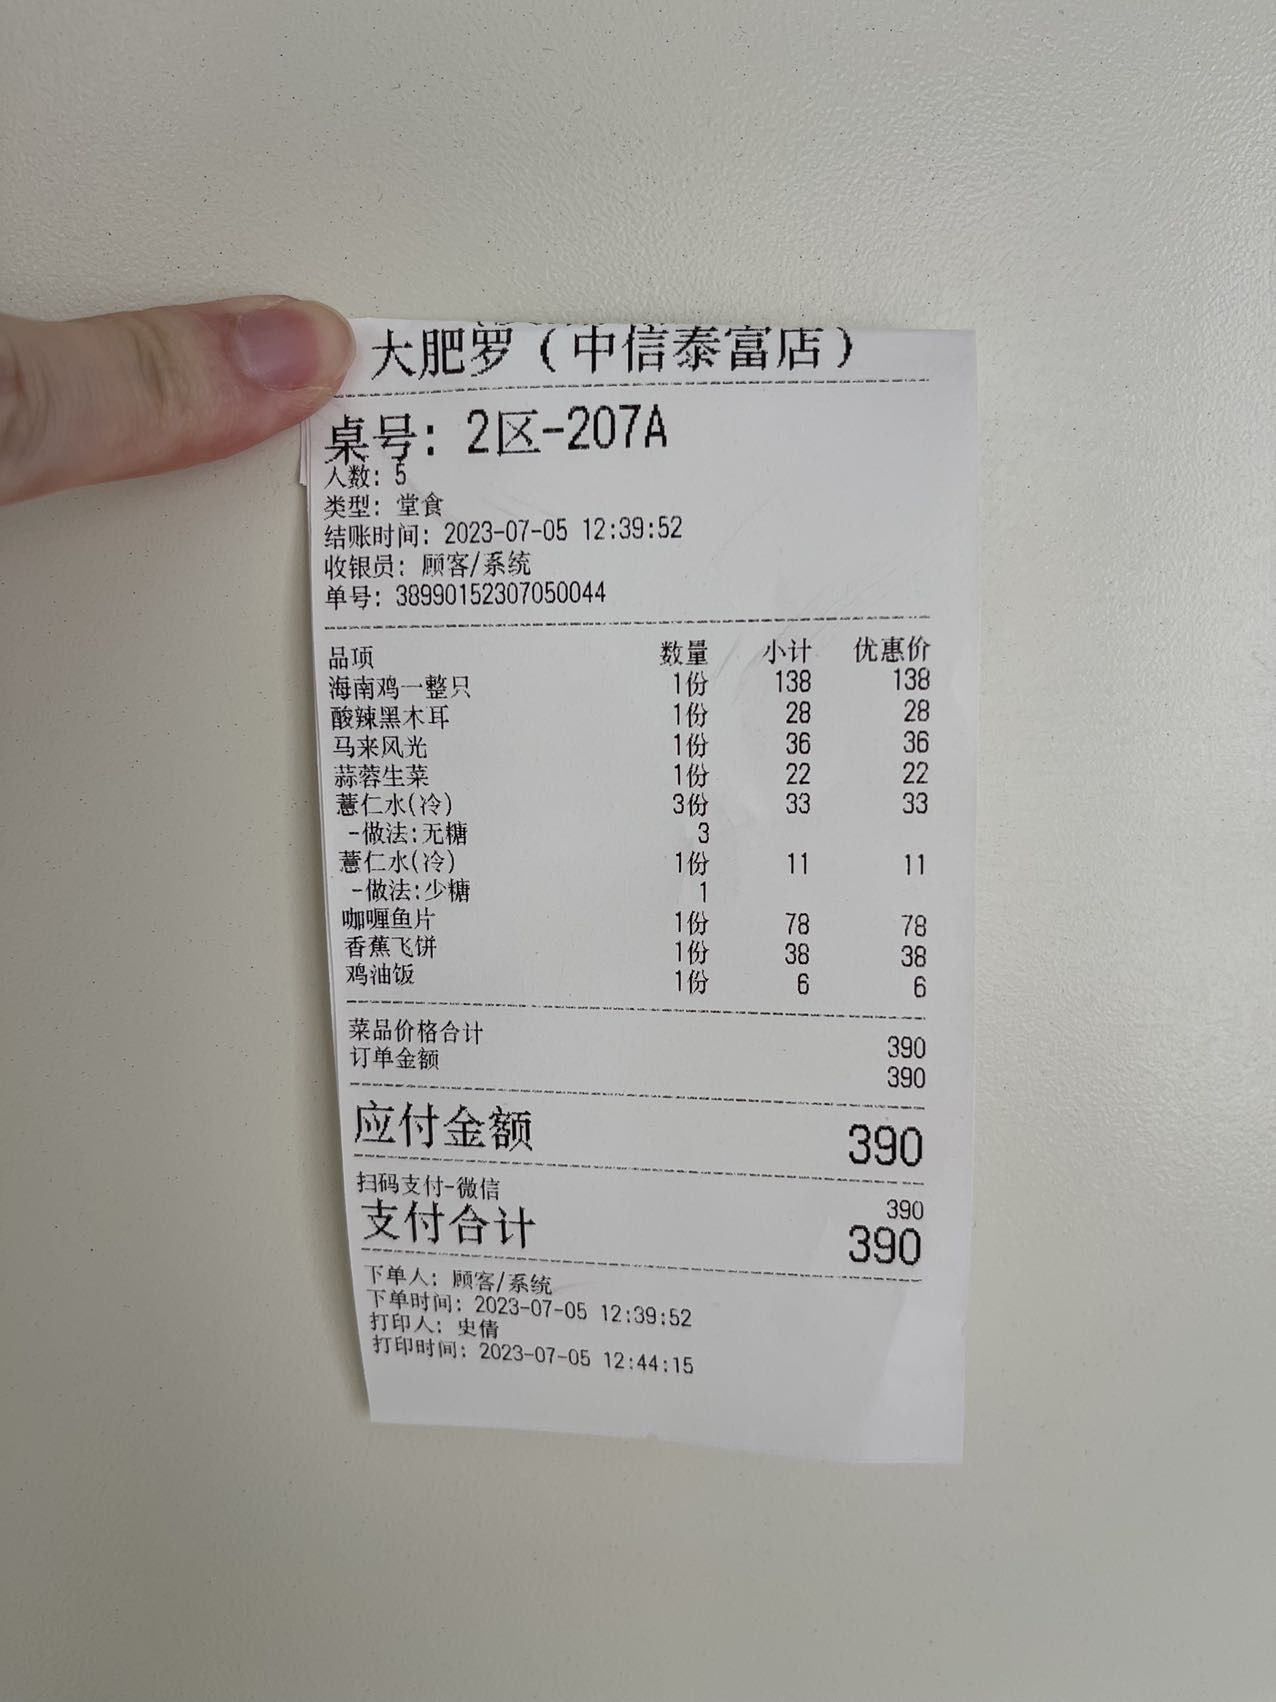 大肥罗（中信泰富店）
桌号：2区-207A
人数：5
类型：堂食
结账时间：2023-07-05 12:39:52
收银员：顾客/系统
单号：38990152307050044
品项 数量 小计 优惠价
海南鸡一整只 1份 138 138
酸辣黑木耳 1份 28 28
马来风光 1份 36 36
蒜蓉生菜 1份 22 22
薏仁水(冷) 3份 33 33
-做法:无糖 3
薏仁水(冷) 1份 11 11
-做法:少糖 1
咖喱鱼片 1份 78 78
香蕉飞饼 1份 38 38
鸡油饭 1份 6 6
菜品价格合计 390
订单金额 390
应付金额 390
扫码支付-微信 390
支付合计 390
下单人：顾客/系统
下单时间：2023-07-05 12:39:52
打印人：史倩
打印时间：2023-07-05 12:44:15